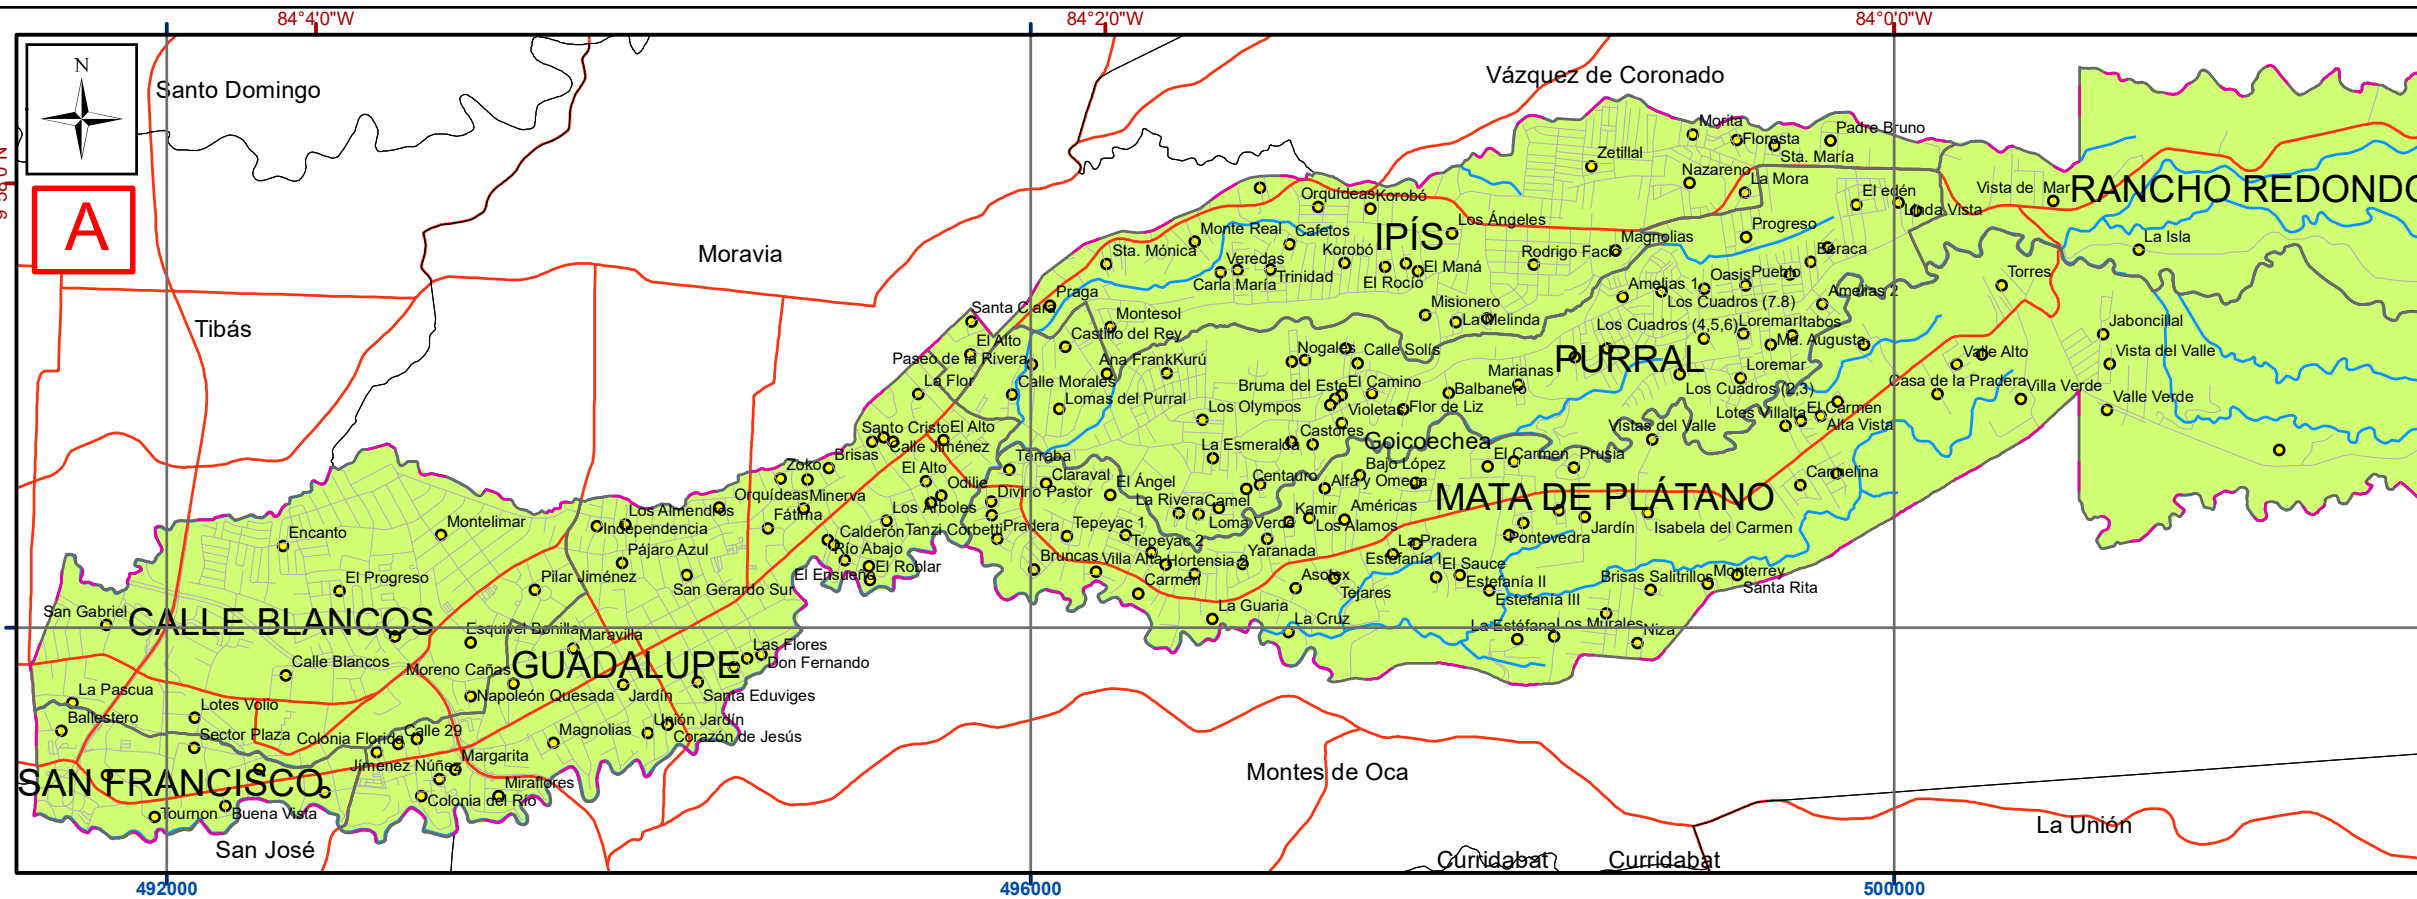 84°4'0"W
84°2'0"W
84°0'0"W
N
A
Santo Domingo
Vázquez de Coronado
Moravia
Tibás
Morita
Floresta
Padre Bruno
Sta. María
Zetillal
Nazareno
La Mora
El edén
Linda Vista
Vista de Mar
RANCHO REDONDO
Orquídeas
Korobó
Los Ángeles
IPÍS
Monte Real
Cafetos
Sta. Mónica
Korobó
Veredas
Trinidad
Carla María
El Maná
El Rocío
Rodrigo Facio
Magnolias
Progreso
Beraca
La Isla
Oasis
Pueblo
Torres
Praga
Santa Clara
Montesol
Castillo del Rey
Misionero
La Melinda
Amelias 1
Los Cuadros (7.8)
Amelias 2
Los Cuadros (4,5,6)
Loremar
Itabos
Jaboncillal
El Alto
Paseo de la Rivera
Ana Frank
Kurú
Nogales
Calle Solís
PURRAL
Md. Augusta
Valle Alto
Vista del Valle
La Flor
Calle Morales
Lomas del Purral
Bruma del Este
El Camino
Balbanero
Marianas
Loremar
Los Cuadros (2,3)
Casa de la Pradera
Villa Verde
Valle Verde
Los Olympos
Violetas
Flor de Liz
Lotes Villalta
El Carmen
Alta Vista
Santo Cristo
El Alto
Calle Jiménez
La Esmeralda
Castores
Goicoechea
Vistas del Valle
Zoko
Brisas
Terraba
El Alto
Odilie
Claraval
Divino Pastor
El Ángel
Centauro
Bajo López
Alfa y Omega
El Carmen
Prusia
Carmelina
MATA DE PLÁTANO
Orquídeas
Minerva
Fátima
Los Arboles
La Rivera
Camel
Kamir
Américas
Loma Verde
Los Alamos
Jardín
Isabela del Carmen
Encanto
Montelimar
Los Almendros
Independencia
Calderón
Tanzi Corbetti
Pradera
Tepeyac 1
Tepeyac 2
Pontevedra
Pájaro Azul
Río Abajo
El Roblar
El Ensueño
Bruncas
Villa Alta
Hortensia 2
Yaranada
La Pradera
Estefanía I
El Sauce
Estefanía II
Estefanía III
El Progreso
Pilar Jiménez
San Gerardo Sur
Carmen
Asotex
Tejares
Brisas Salitrillos
Monterrey
Santa Rita
San Gabriel
CALLE BLANCOS
Esquivel Bonilla
Maravilla
La Guaria
La Cruz
La Estéfana
Los Murales
Niza
Calle Blancos
Moreno Cañas
GUADALUPE
Las Flores
Don Fernando
La Pascua
Napoleón Quesada
Jardín
Santa Eduviges
Ballestero
Lotes Volio
Sector Plaza
Colonia Florida
Calle 29
Magnolias
Unión Jardín
Corazón de Jesús
Margarita
Jímenez Núñez
SAN FRANCISCO
Miraflores
Colonia del Río
Tournon
Buena Vista
Montes de Oca
San José
La Unión
Curridabat
Curridabat
492000
496000
500000